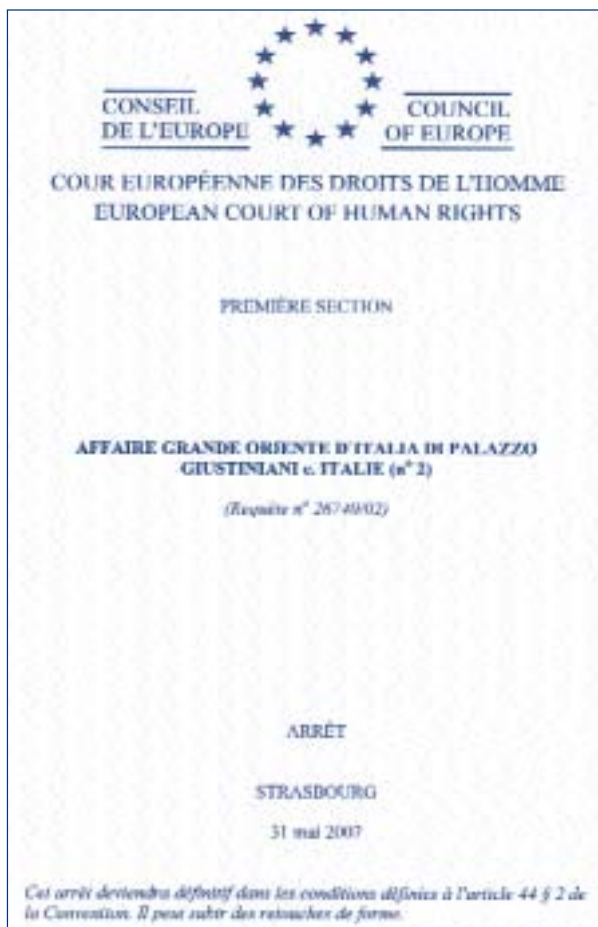 CONSEIL
DE L'EUROPE
COUNCIL
OF EUROPE
COUR EUROPÉENNE DES DROITS DE L'HOMME
EUROPEAN COURT OF HUMAN RIGHTS
PREMIÈRE SECTION
AFFAIRE GRANDE ORIENTE D'ITALIA DI PALAZZO
GIUSTINIANI c. ITALIE (n° 2)
(Requête n° 26740/02)
ARRÊT
STRASBOURG
31 mai 2007
Cet arrêt deviendra définitif dans les conditions définies à l'article 44 § 2 de
la Convention. Il peut subir des retouches de forme.